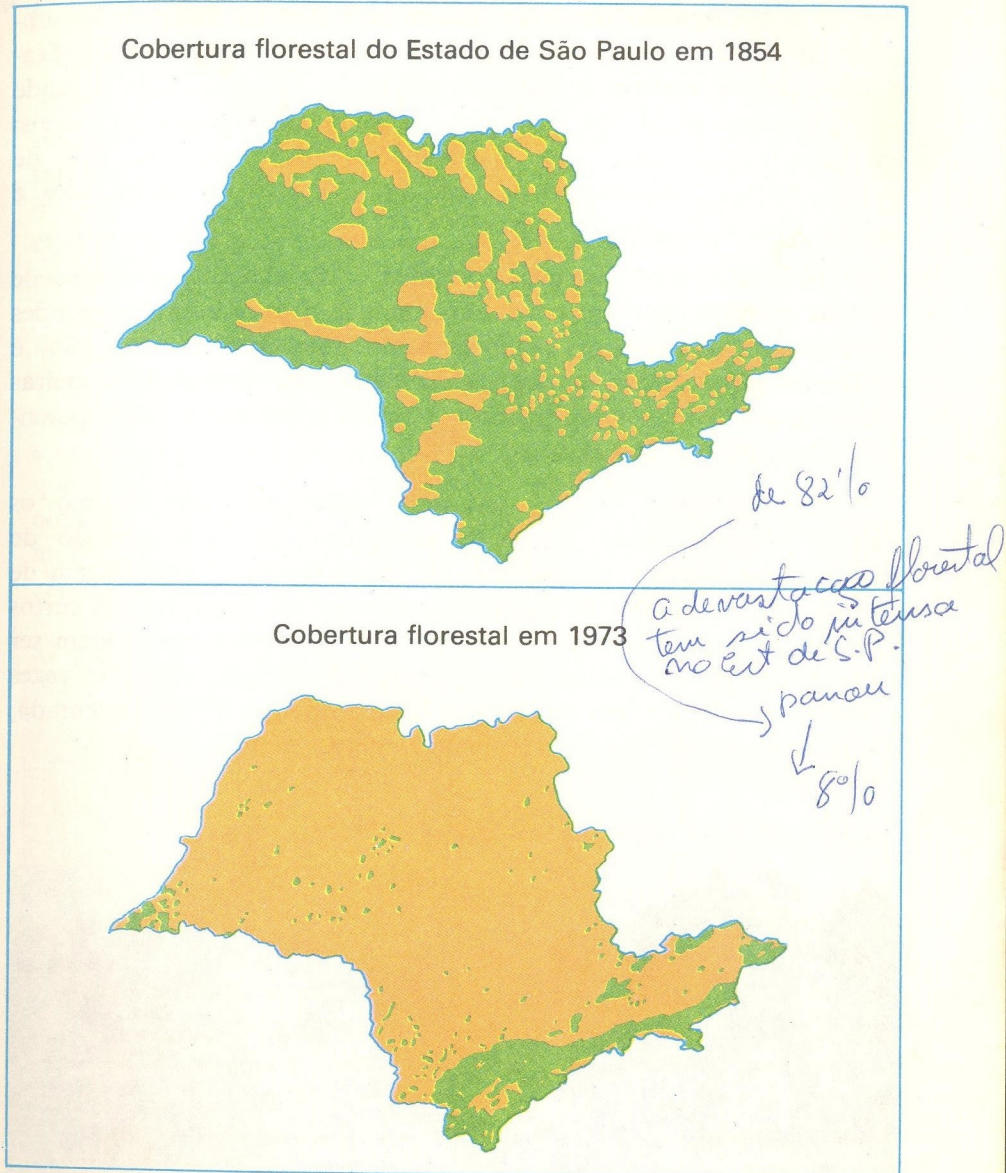 Cobertura florestal do Estado de São Paulo em 1854
de 82%
a devastacao florestal
tem sido intensa
no Est de S.P.
Cobertura florestal em 1973
passou
8%